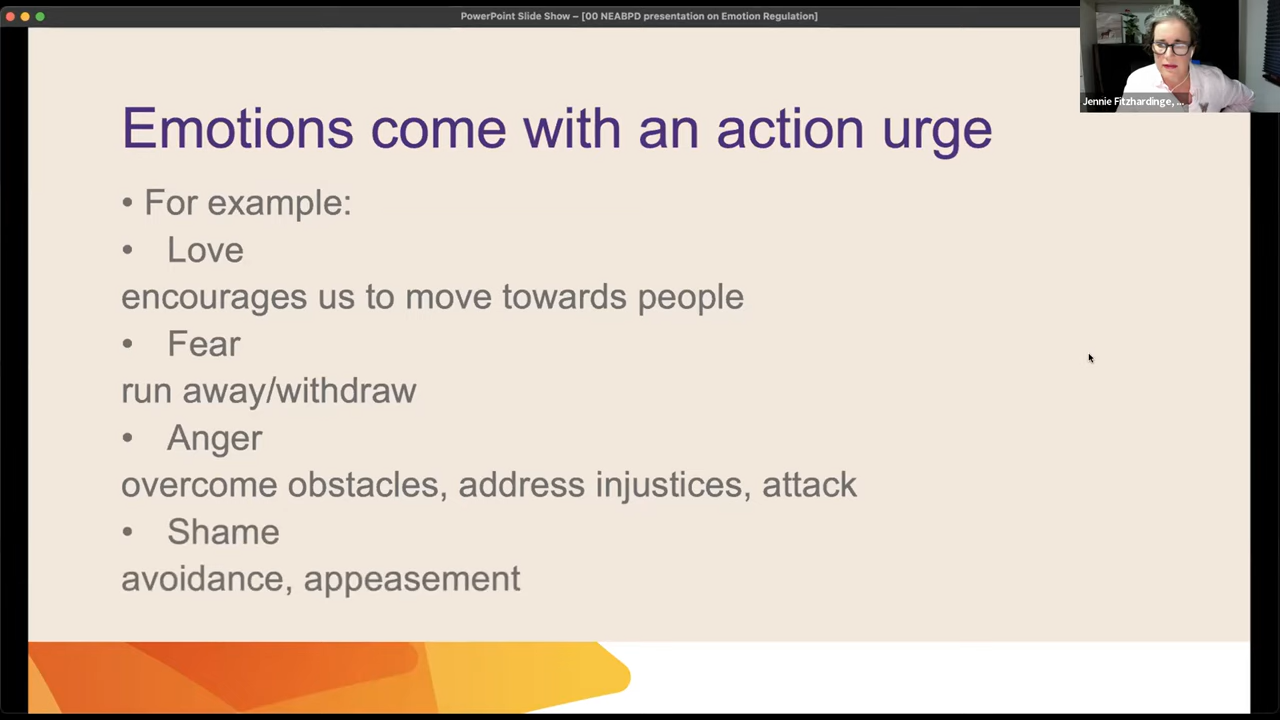 PowerPoint Slide Show – [00 NEABPD presentation on Emotion Regulation]
Jennie Fitzhardinge, ...
Emotions come with an action urge
• For example:
• Love
encourages us to move towards people
• Fear
run away/withdraw
• Anger
overcome obstacles, address injustices, attack
• Shame
avoidance, appeasement